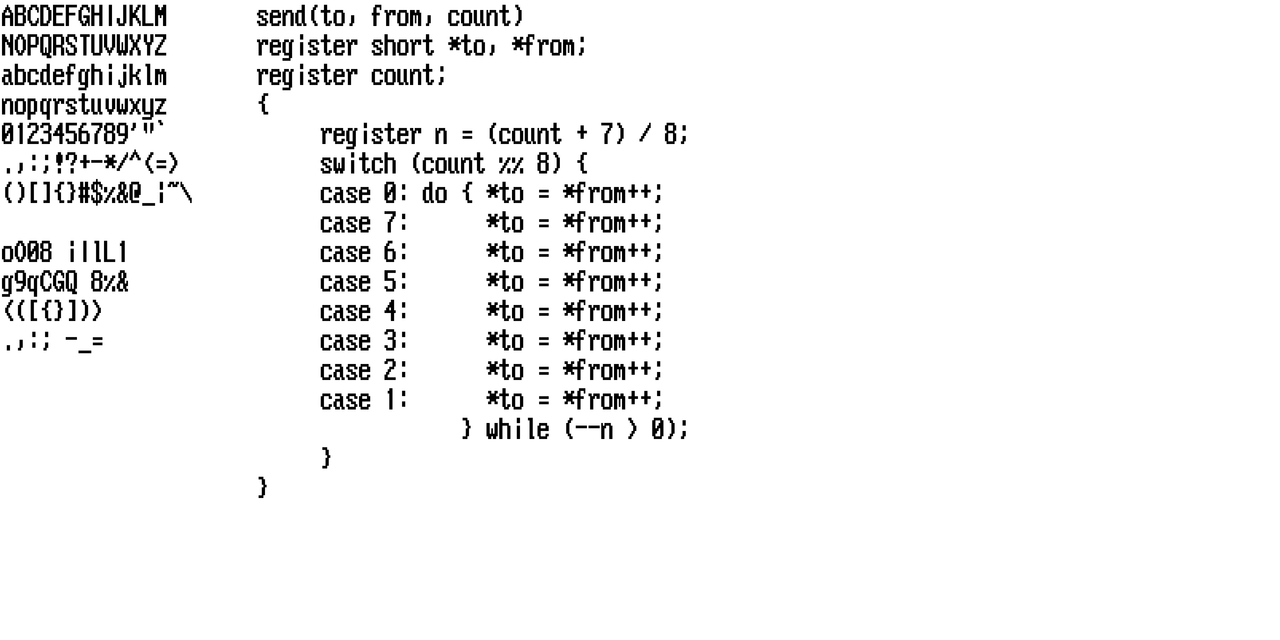 ABCDEFGHIJKLM
NOPQRSTUVWXYZ
abcdefghijklm
nopqrstuvwxyz
0123456789'"`
.,:;!?+-*/^<=>
()[]{}#$%&@_¦~\
oO08 iIlL1
g9qCGQ 8%&
<([{}])>
.,:; -_=
send(to, from, count)
register short *to, *from;
register count;
{
     register n = (count + 7) / 8;
     switch (count %% 8) {
     case 0: do { *to = *from++;
     case 7:      *to = *from++;
     case 6:      *to = *from++;
     case 5:      *to = *from++;
     case 4:      *to = *from++;
     case 3:      *to = *from++;
     case 2:      *to = *from++;
     case 1:      *to = *from++;
                } while (--n > 0);
     }
}